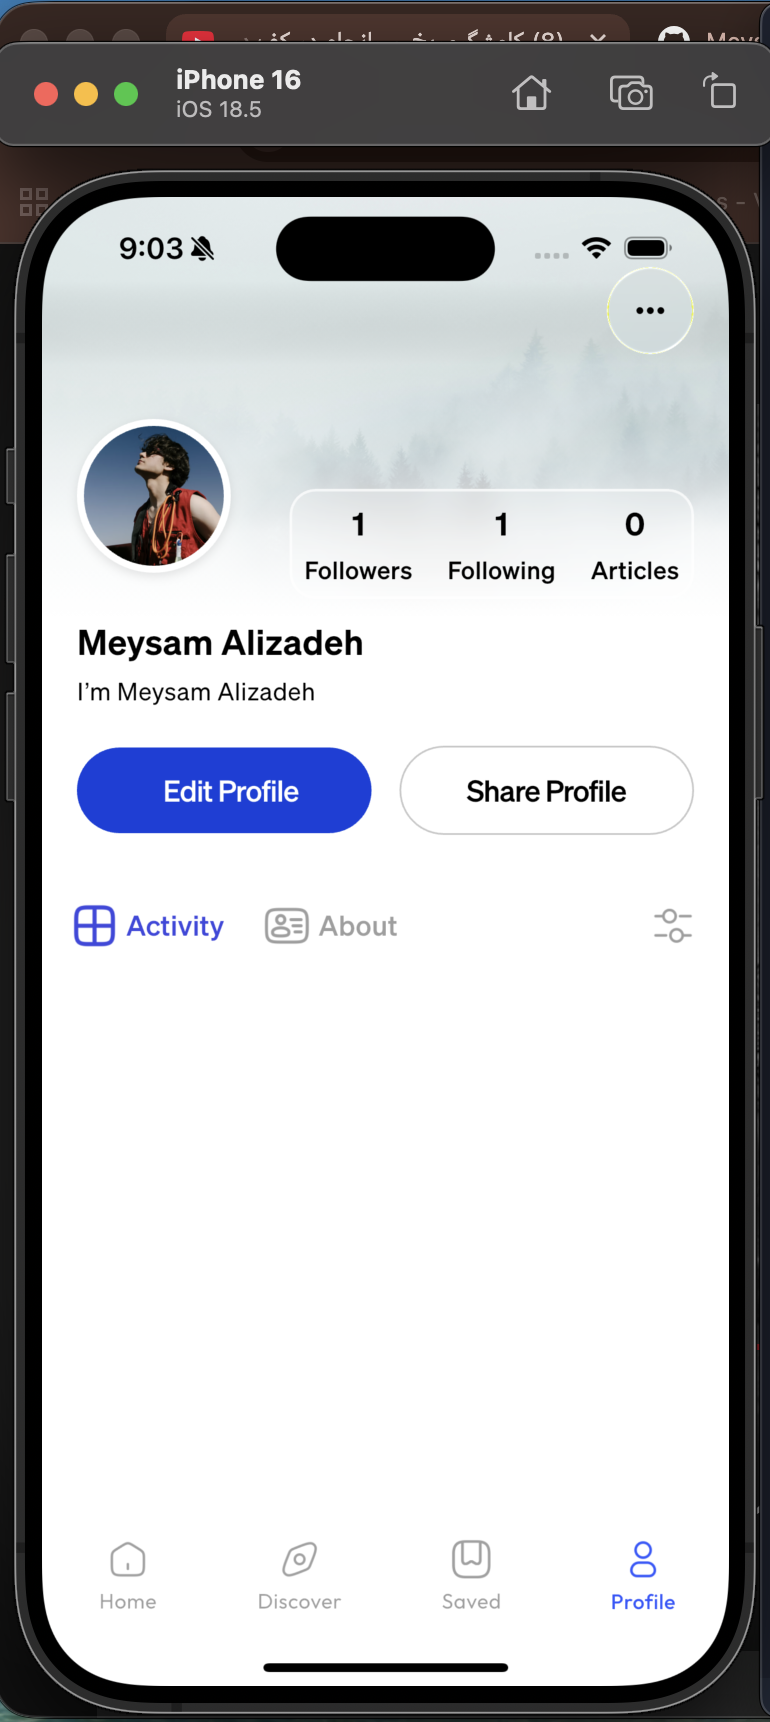 iPhone 16
iOS 18.5
9:03
1 1 0
Followers Following Articles
Meysam Alizadeh
I'm Meysam Alizadeh
Edit Profile Share Profile
Activity About
Home Discover Saved Profile